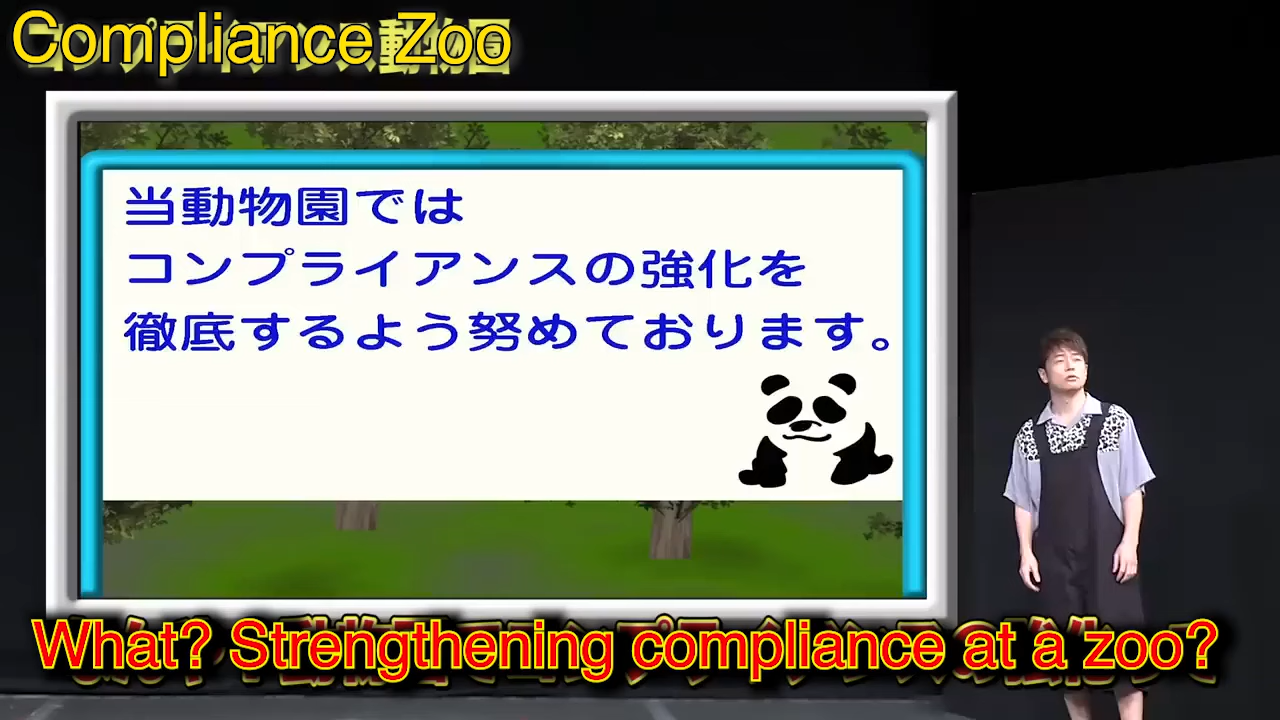 Compliance Zoo
当動物園では
コンプライアンスの強化を
徹底するよう努めております。
What? Strengthening compliance at a zoo?